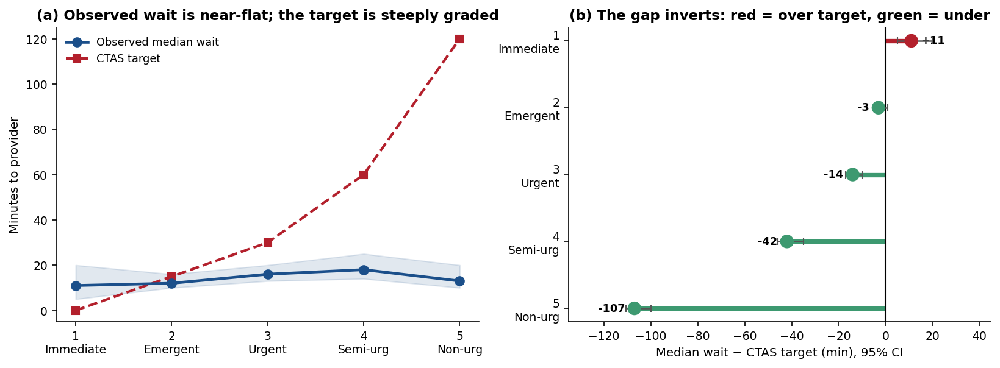 (a) Observed wait is near-flat; the target is steeply graded
Observed median wait
CTAS target
Minutes to provider
120
100
80
60
40
20
0
1
Immediate
2
Emergent
3
Urgent
4
Semi-urg
5
Non-urg
(b) The gap inverts: red = over target, green = under
1
Immediate
+11
2
Emergent
-3
3
Urgent
-14
4
Semi-urg
-42
5
Non-urg
-107
−120 −100 −80 −60 −40 −20 0 20 40
Median wait − CTAS target (min), 95% CI